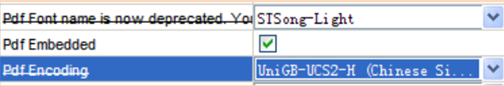 Pdf Font name is now deprecated. You STSong-Light
Pdf Embedded
Pdf Encoding UniGB-UCS2-H (Chinese Si...